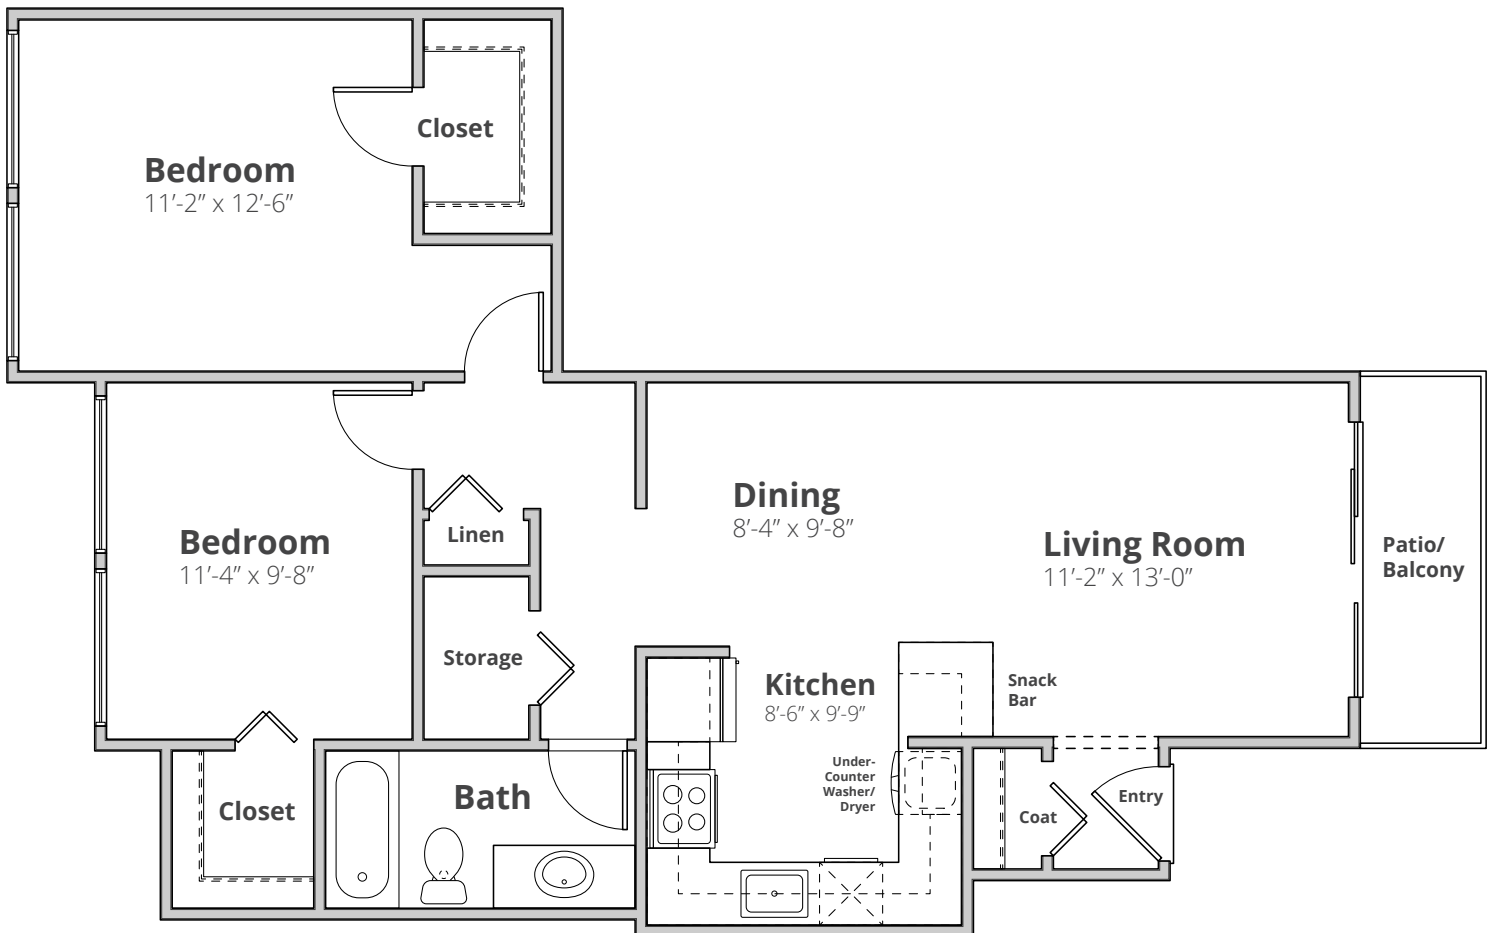 Closet
Bedroom
11’-2” x 12’-6”
Dining
8’-4” x 9’-8”
Linen
Bedroom
11’-4” x 9’-8”
Living Room
11’-2” x 13’-0”
Patio/
Balcony
Storage
Kitchen
8’-6” x 9’-9”
Snack
Bar
Under-
Counter
Washer/
Dryer
Closet
Bath
Coat
Entry